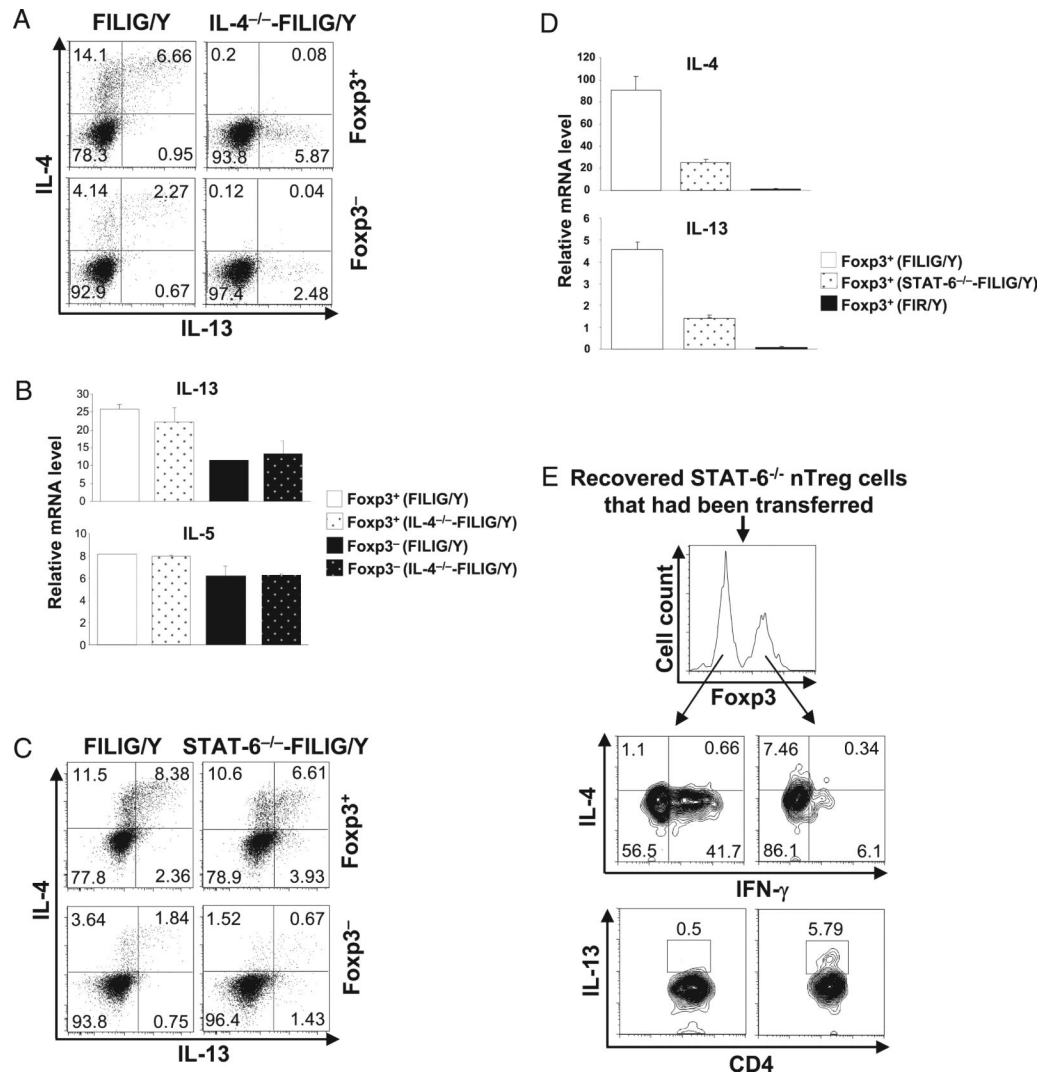 A
FILIG/Y IL-4–/–-FILIG/Y
14.1 6.66 0.2 0.08
78.3 0.95 93.8 5.87
Foxp3+
4.14 2.27 0.12 0.04
92.9 0.67 97.4 2.48
Foxp3–
IL-4
IL-13
B
IL-13
30
25
20
15
10
5
0
IL-5
10
8
6
4
2
0
Relative mRNA level
Foxp3+ (FILIG/Y)
Foxp3+ (IL-4–/–-FILIG/Y)
Foxp3– (FILIG/Y)
Foxp3– (IL-4–/–-FILIG/Y)
C
FILIG/Y STAT-6–/–-FILIG/Y
11.5 8.38 10.6 6.61
77.8 2.36 78.9 3.93
Foxp3+
3.64 1.84 1.52 0.67
93.8 0.75 96.4 1.43
Foxp3–
IL-4
IL-13
D
IL-4
120
100
80
60
40
20
0
IL-13
6
5
4
3
2
1
0
Relative mRNA level
Foxp3+ (FILIG/Y)
Foxp3+ (STAT-6–/–-FILIG/Y)
Foxp3+ (FIR/Y)
E
Recovered STAT-6-/- nTreg cells
that had been transferred
Cell count
Foxp3
1.1 0.66 7.46 0.34
56.5 41.7 86.1 6.1
IL-4
IFN-γ
0.5 5.79
IL-13
CD4